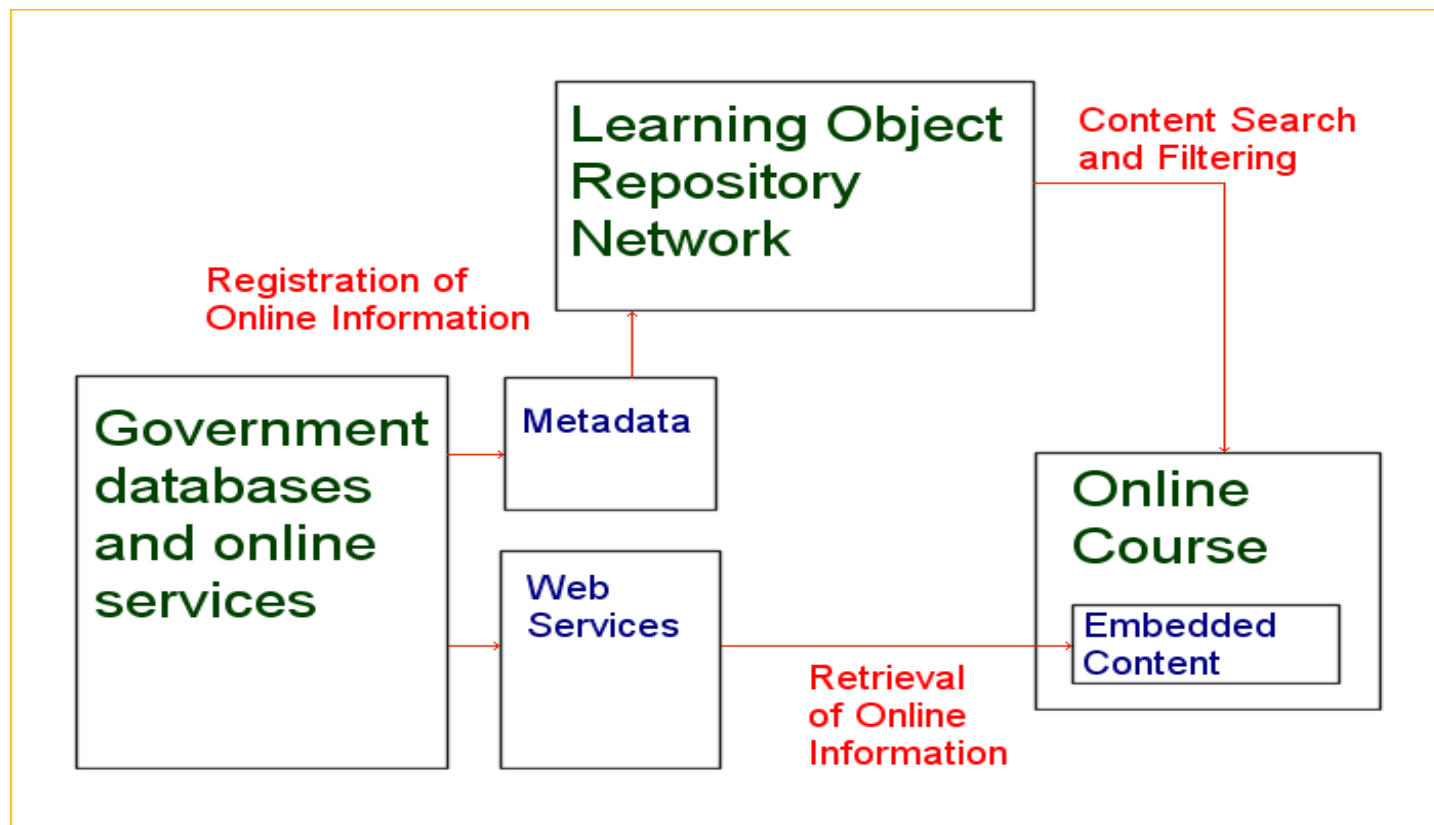 Learning Object
Repository
Network
Content Search
and Filtering
Registration of
Online Information
Government
databases
and online
services
Metadata
Web
Services
Online
Course
Embedded
Content
Retrieval
of Online
Information